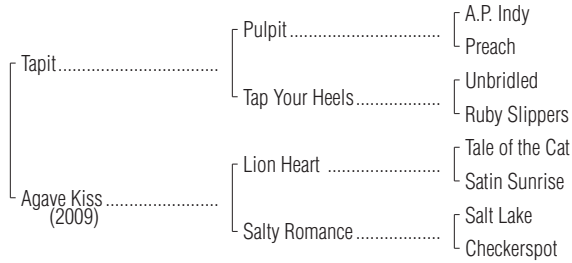 A.P. Indy
Pulpit
Preach
Tapit
Unbridled
Tap Your Heels
Ruby Slippers
Tale of the Cat
Lion Heart
Satin Sunrise
Agave Kiss
(2009)
Salt Lake
Salty Romance
Checkerspot